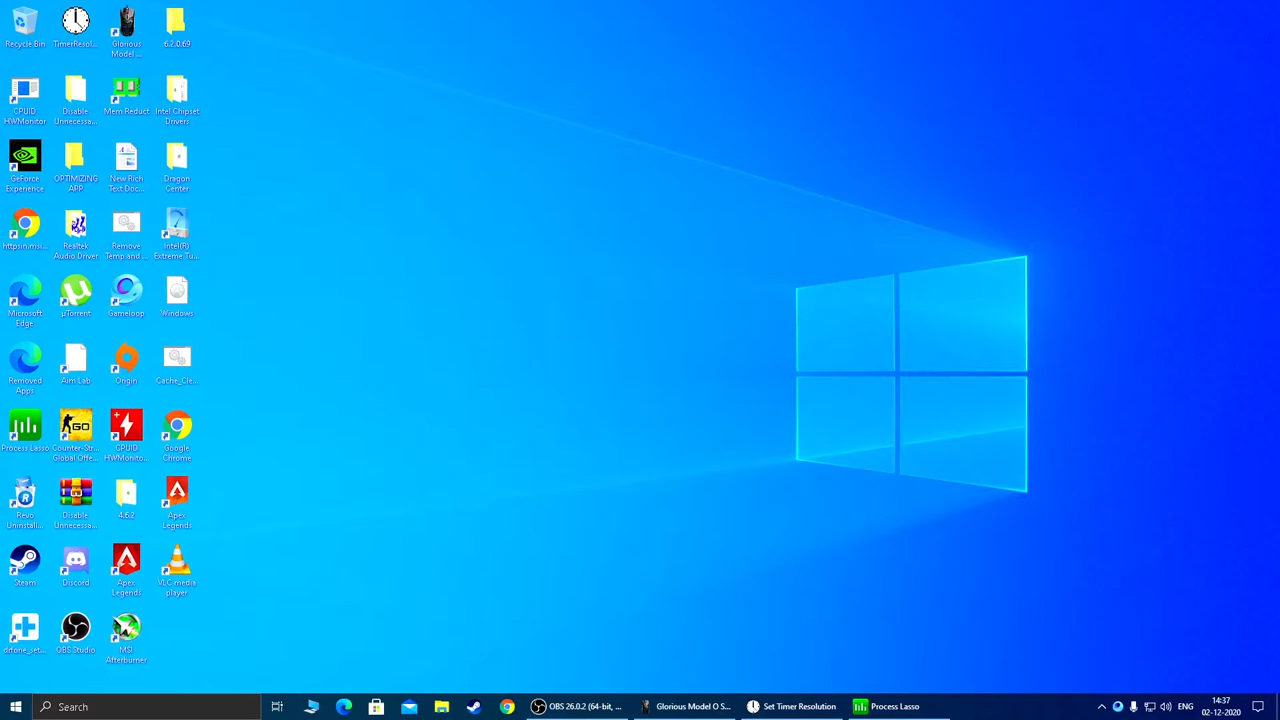 Recycle Bin
TimerResol...
Glorious
Model ...
6.2.0.69
CPUID
HWMonitor
Disable
Unnecessa...
Mem Reduct
Intel Chipset
Drivers
GeForce
Experience
OPTIMIZING
APP
New Rich
Text Doc...
Dragon
Center
httpsin.msi...
Realtek
Audio Driver
Remove
Temp and ...
Intel(R)
Extreme Tu...
Microsoft
Edge
µTorrent
Gameloop
Windows
Removed
Apps
Aim Lab
Origin
Cache_Cle...
Process Lasso
GO
Counter-Str...
Global Offe...
CPUID
HWMonito...
Google
Chrome
Revo
Uninstall...
Disable
Unnecessa...
4.6.2
Apex
Legends
Steam
Discord
Apex
Legends
VLC media
player
drfone_set...
OBS Studio
MSI
Afterburner
Search
OBS 26.0.2 (64-bit, ...
Glorious Model O S...
Set Timer Resolution
Process Lasso
ENG
14:37
02-12-2020